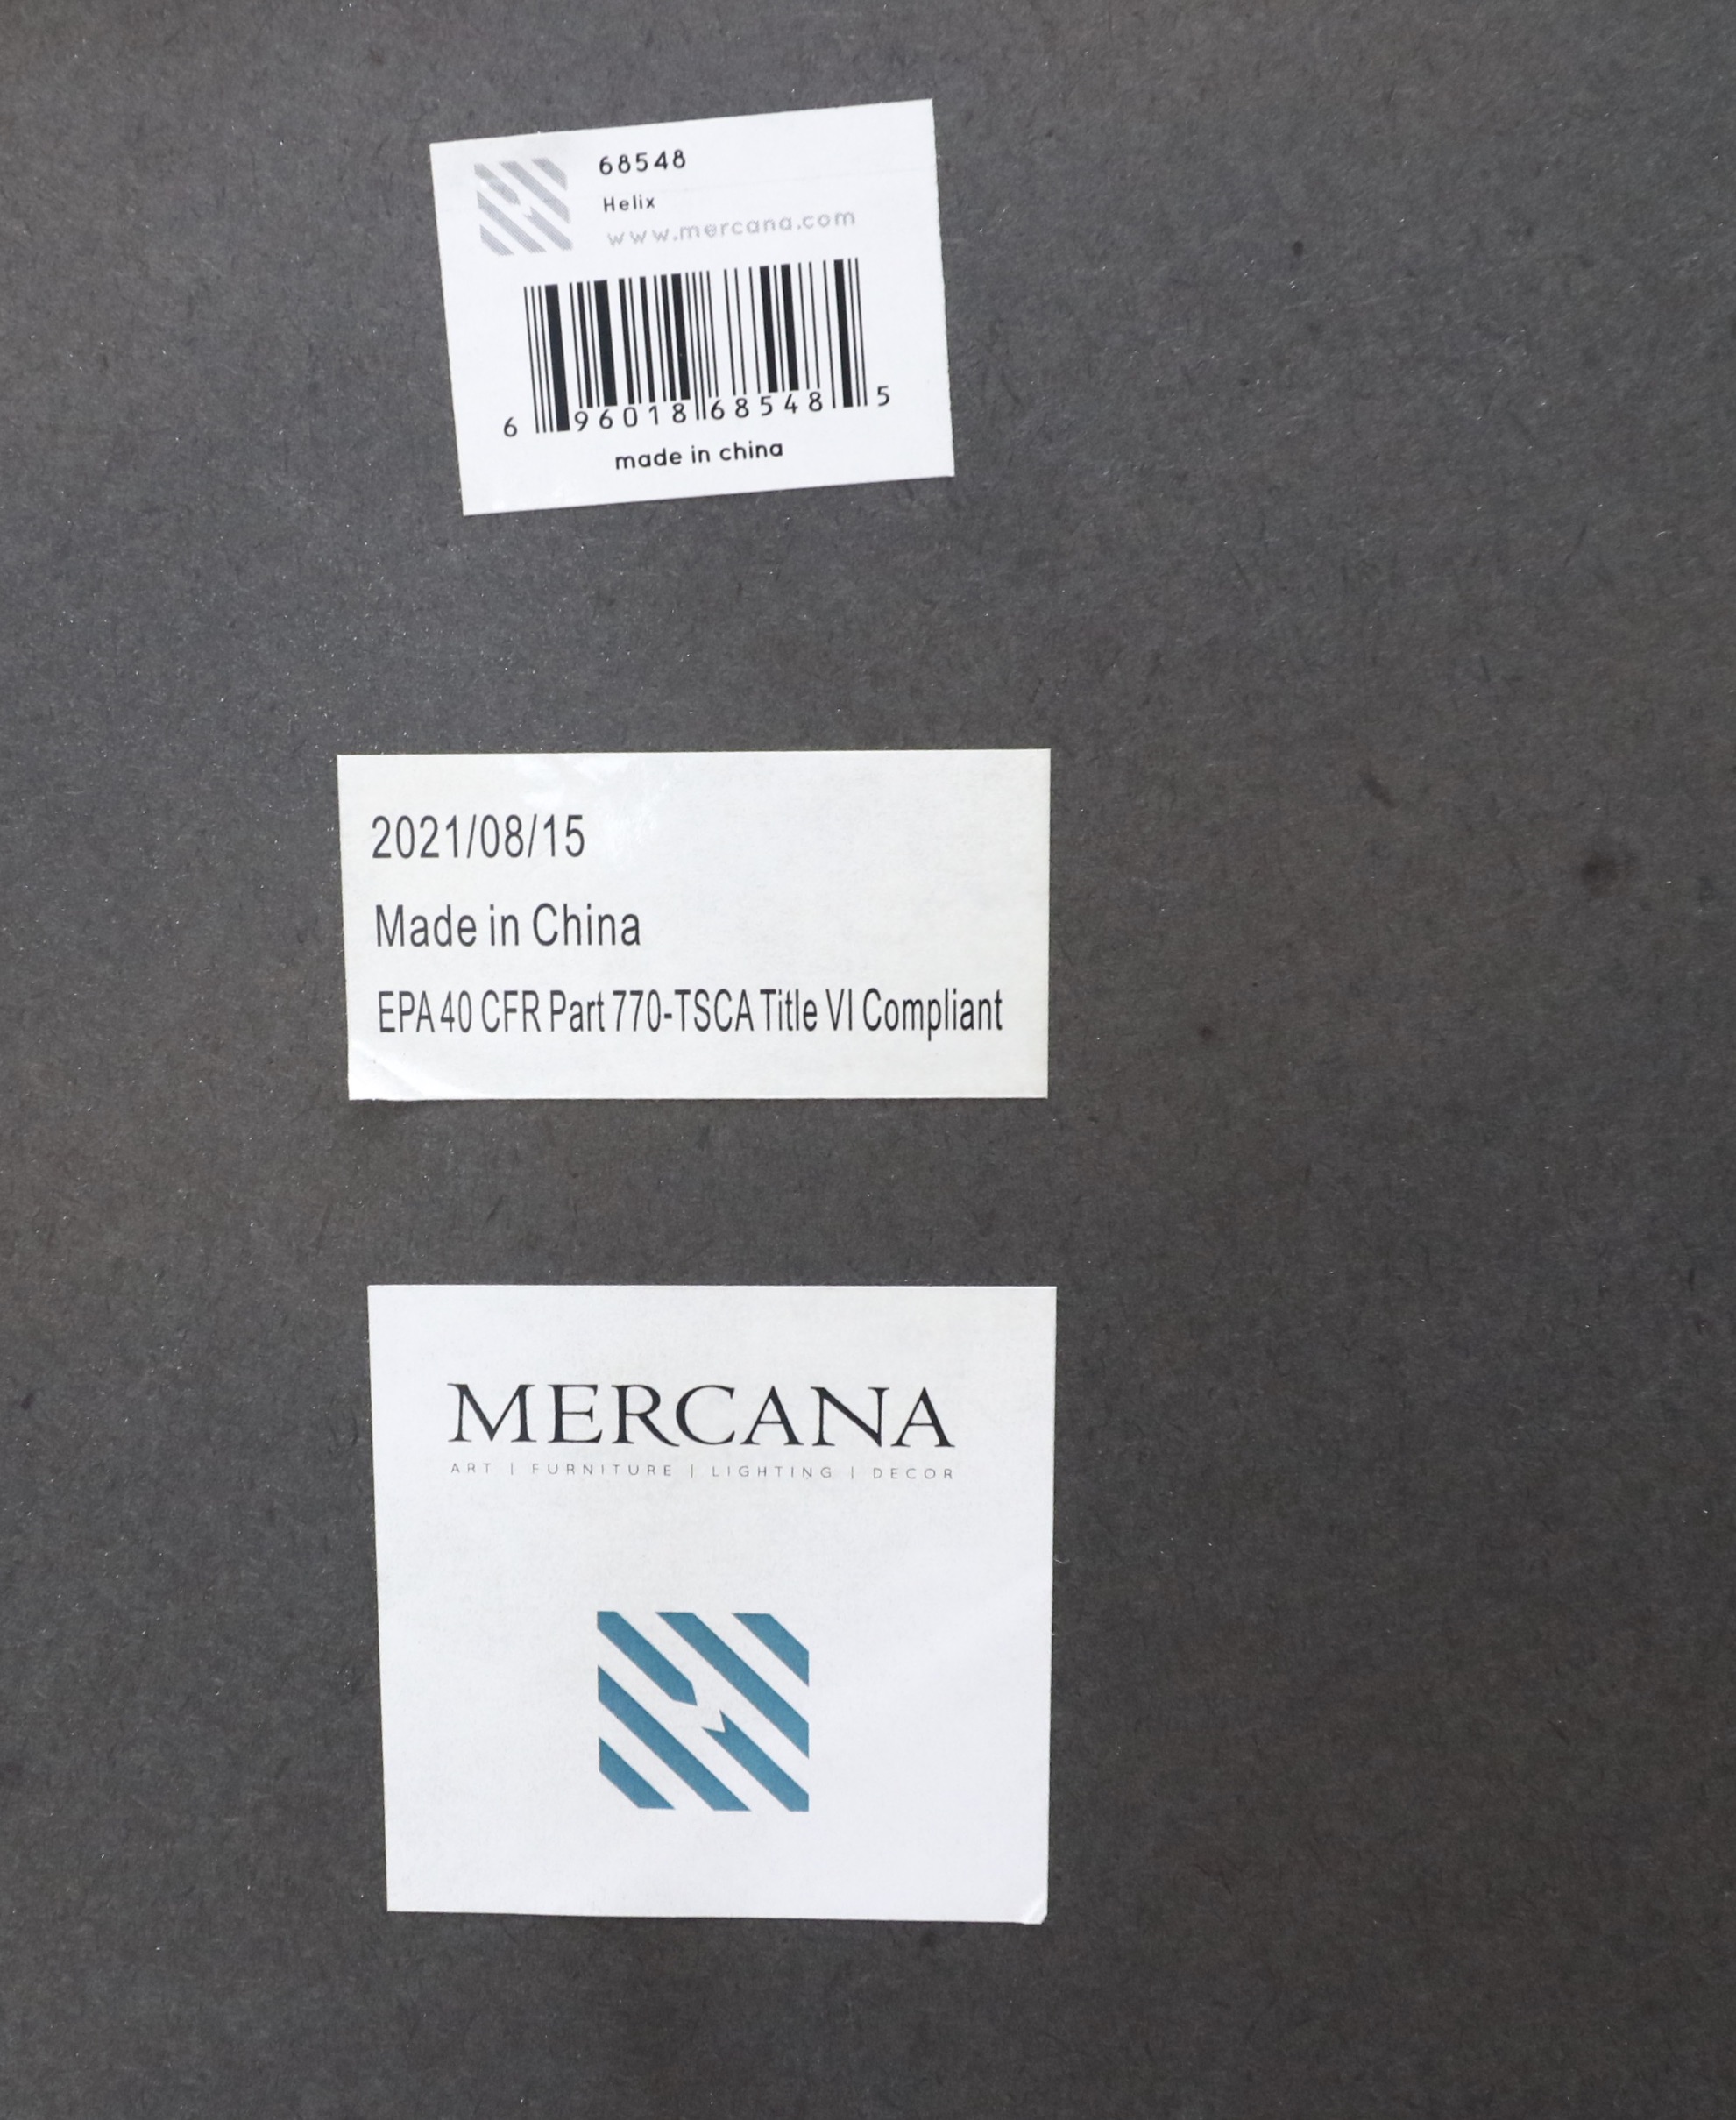 68548
Helix
www.mercana.com
6 96018 68548 5
made in china
2021/08/15
Made in China
EPA 40 CFR Part 770-TSCA Title VI Compliant
MERCANA
ART | FURNITURE | LIGHTING | DECOR